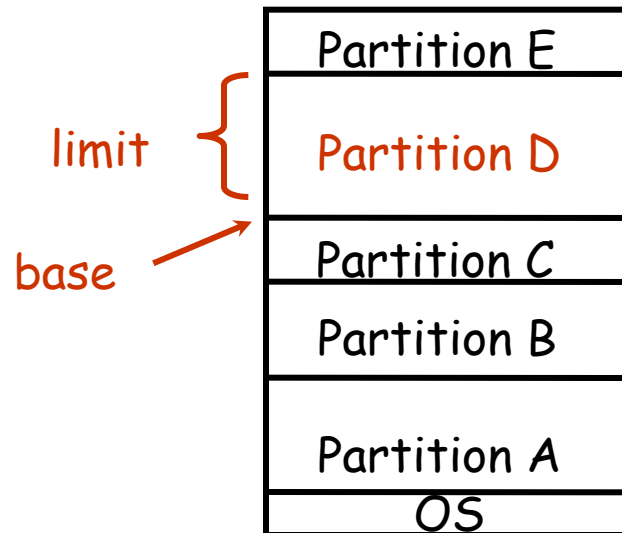 Partition E
limit
Partition D
base
Partition C
Partition B
Partition A
OS